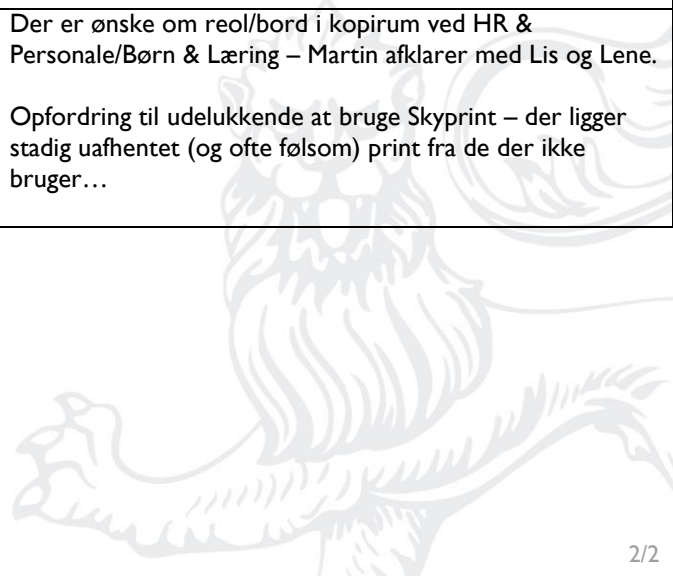 Der er ønske om reol/bord i kopirum ved HR &
Personale/Børn & Læring – Martin afklarer med Lis og Lene.
Opfordring til udelukkende at bruge Skyprint – der ligger
stadig uafhentet (og ofte følsom) print fra de der ikke
bruger…
2/2